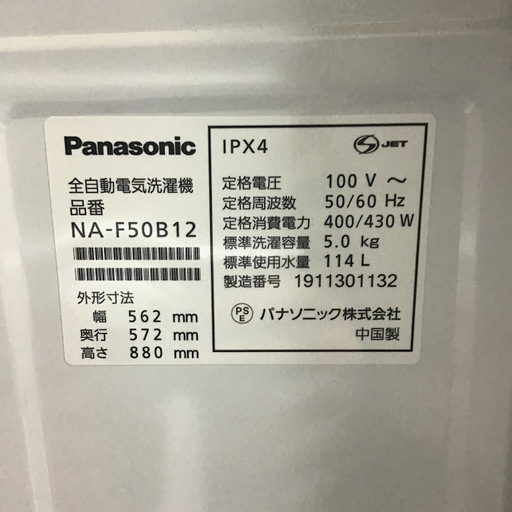 Panasonic
全自動電気洗濯機
品番
NA-F50B12
外形寸法
幅 562 mm
奥行 572 mm
高さ 880 mm
IPX4
S JET
定格電圧 100 V ～
定格周波数 50/60 Hz
定格消費電力 400/430 W
標準洗濯容量 5.0 kg
標準使用水量 114 L
製造番号 1911301132
PS E パナソニック株式会社
中国製